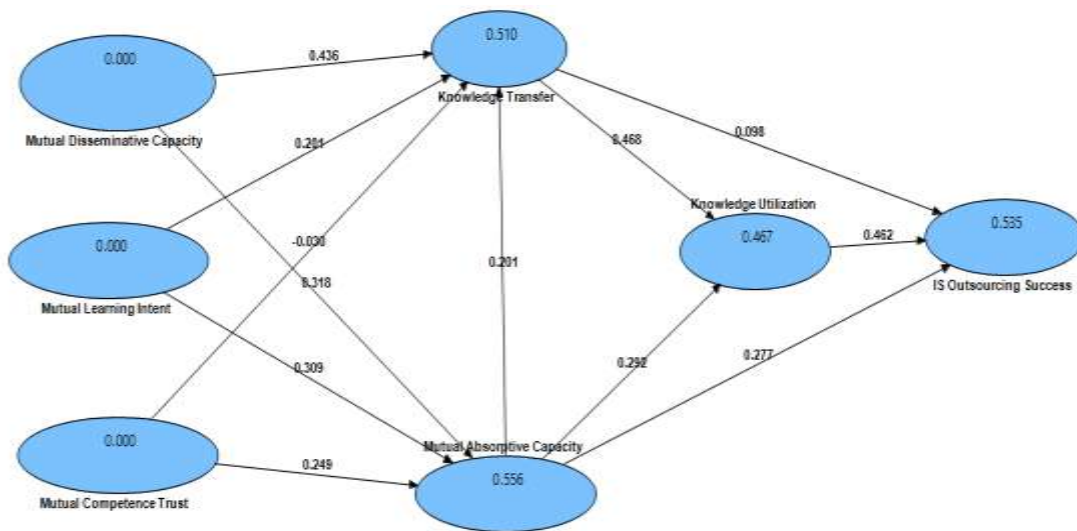 0.000
Mutual Disseminative Capacity
0.436
0.510
Knowledge Transfer
0.201
0.098
0.468
Knowledge Utilization
0.467
0.462
0.535
IS Outsourcing Success
0.000
Mutual Learning Intent
-0.030
0.318
0.201
0.309
0.292
0.277
0.000
Mutual Competence Trust
0.249
Mutual Absorptive Capacity
0.556